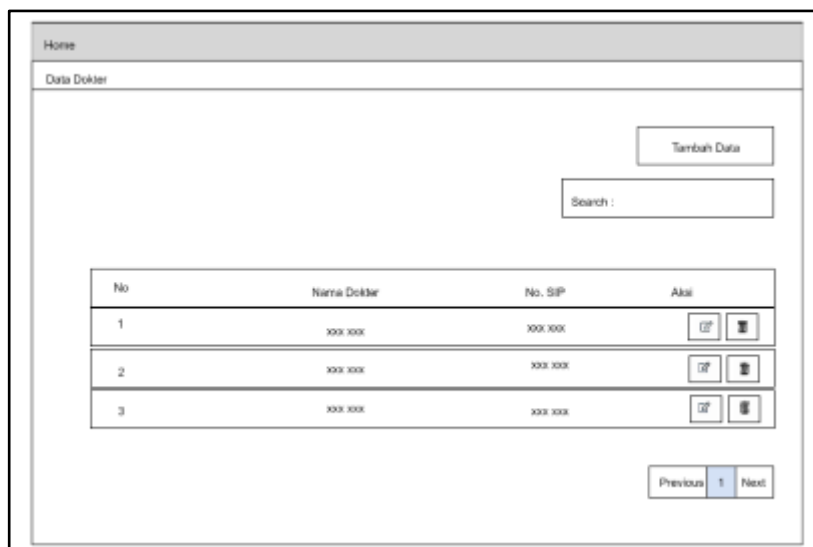 Home
Data Dokter
Tambah Data
Search :
No Nama Dokter No. SIP Aksi
1 xxx xxx xxx xxx
2 xxx xxx xxx xxx
3 xxx xxx xxx xxx
Previous 1 Next